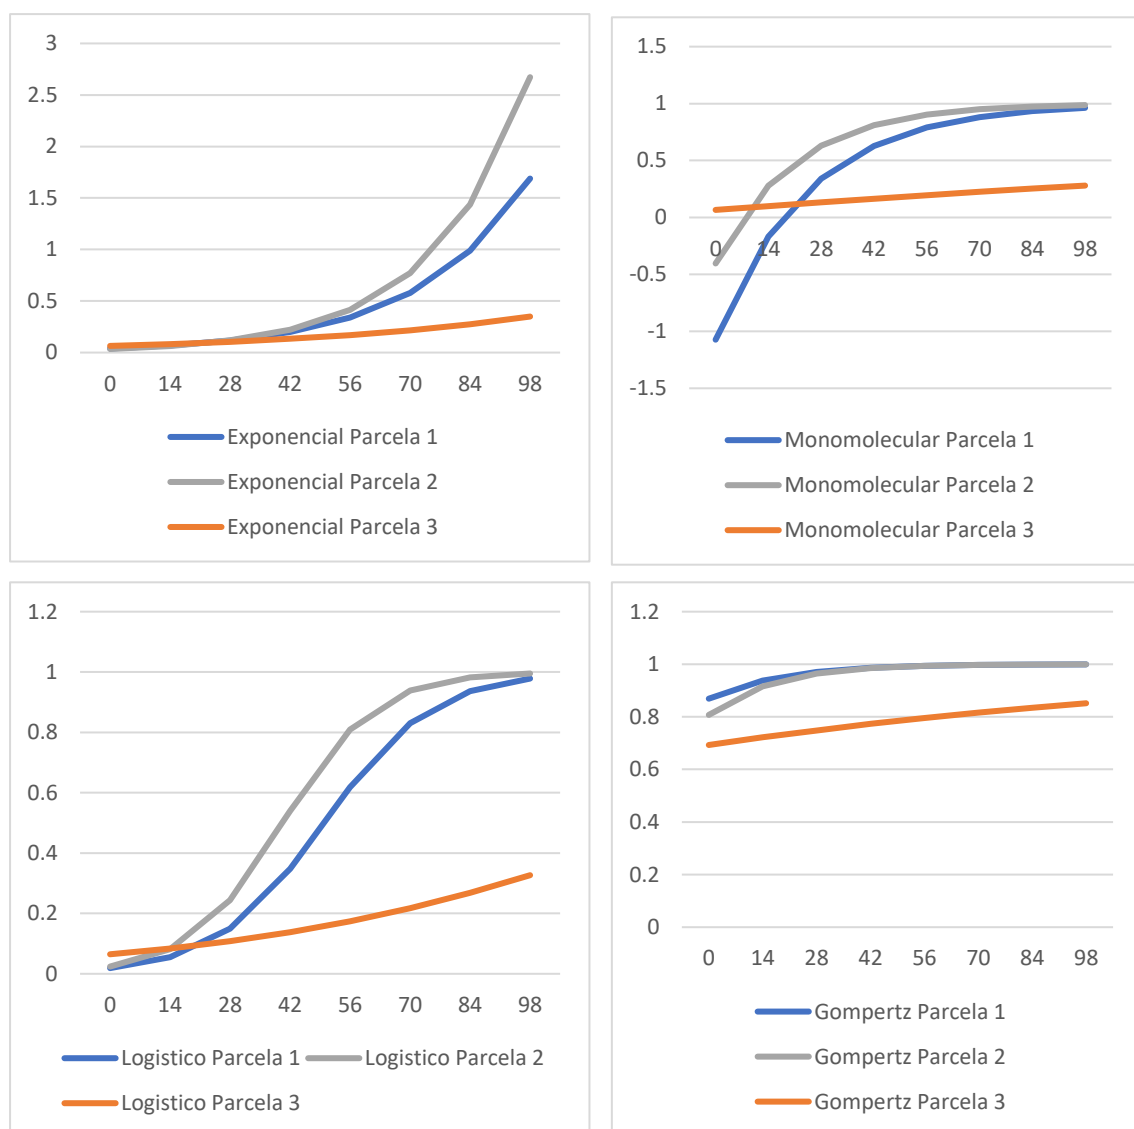 3
2.5
2
1.5
1
0.5
0
0 14 28 42 56 70 84 98
Exponencial Parcela 1
Exponencial Parcela 2
Exponencial Parcela 3
1.5
1
0.5
0
-0.5
-1
-1.5
0 14 28 42 56 70 84 98
Monomolecular Parcela 1
Monomolecular Parcela 2
Monomolecular Parcela 3
1.2
1
0.8
0.6
0.4
0.2
0
0 14 28 42 56 70 84 98
Logistico Parcela 1 Logistico Parcela 2
Logistico Parcela 3
1.2
1
0.8
0.6
0.4
0.2
0
0 14 28 42 56 70 84 98
Gompertz Parcela 1
Gompertz Parcela 2
Gompertz Parcela 3